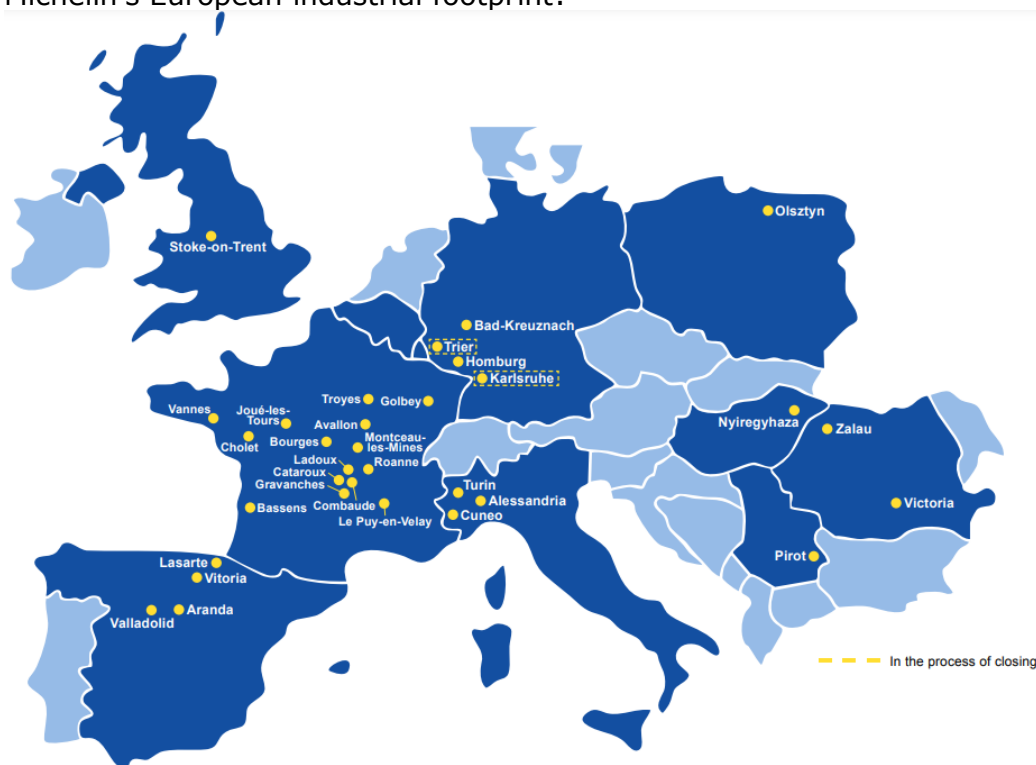 Michelin's European industrial footprint:
Olsztyn
Stoke-on-Trent
Bad-Kreuznach
Trier
Homburg
Karlsruhe
Troyes
Golbey
Vannes
Joué-les-
Tours
Avallon
Cholet
Bourges
Montceau-
les-Mines
Ladoux
Roanne
Cataroux
Gravanches
Combaude
Le Puy-en-Velay
Bassens
Turin
Alessandria
Cuneo
Nyiregyhaza
Zalau
Victoria
Pirot
Lasarte
Vitoria
Aranda
Valladolid
In the process of closing